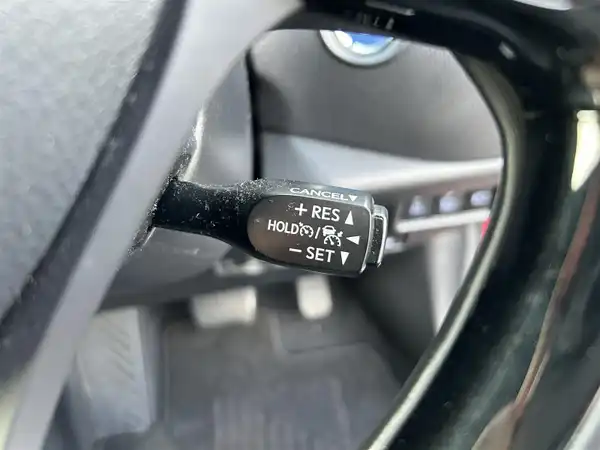 CANCEL▼
+ RES ▲
HOLD / ◄
− SET ▼